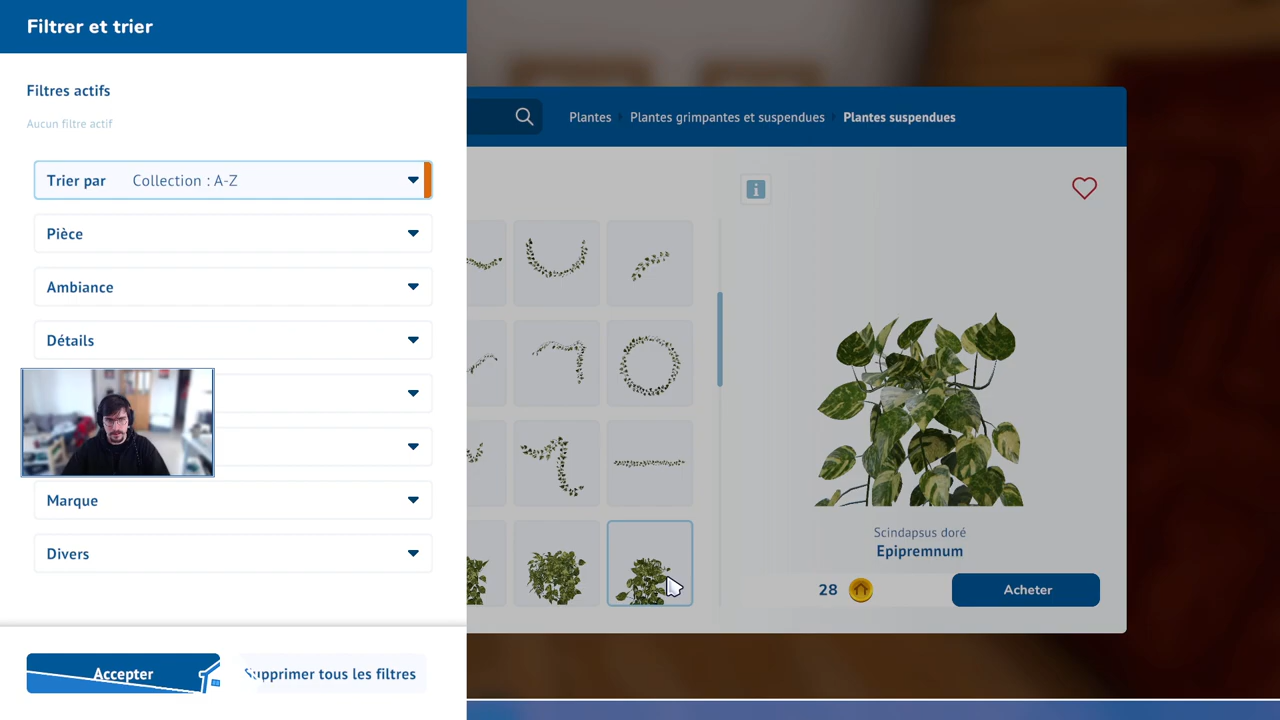 Filtrer et trier
Filtres actifs
Aucun filtre actif
Trier par Collection : A-Z
Pièce
Ambiance
Détails
Marque
Divers
Accepter
Supprimer tous les filtres
Plantes Plantes grimpantes et suspendues Plantes suspendues
Scindapsus doré
Epipremnum
28
Acheter